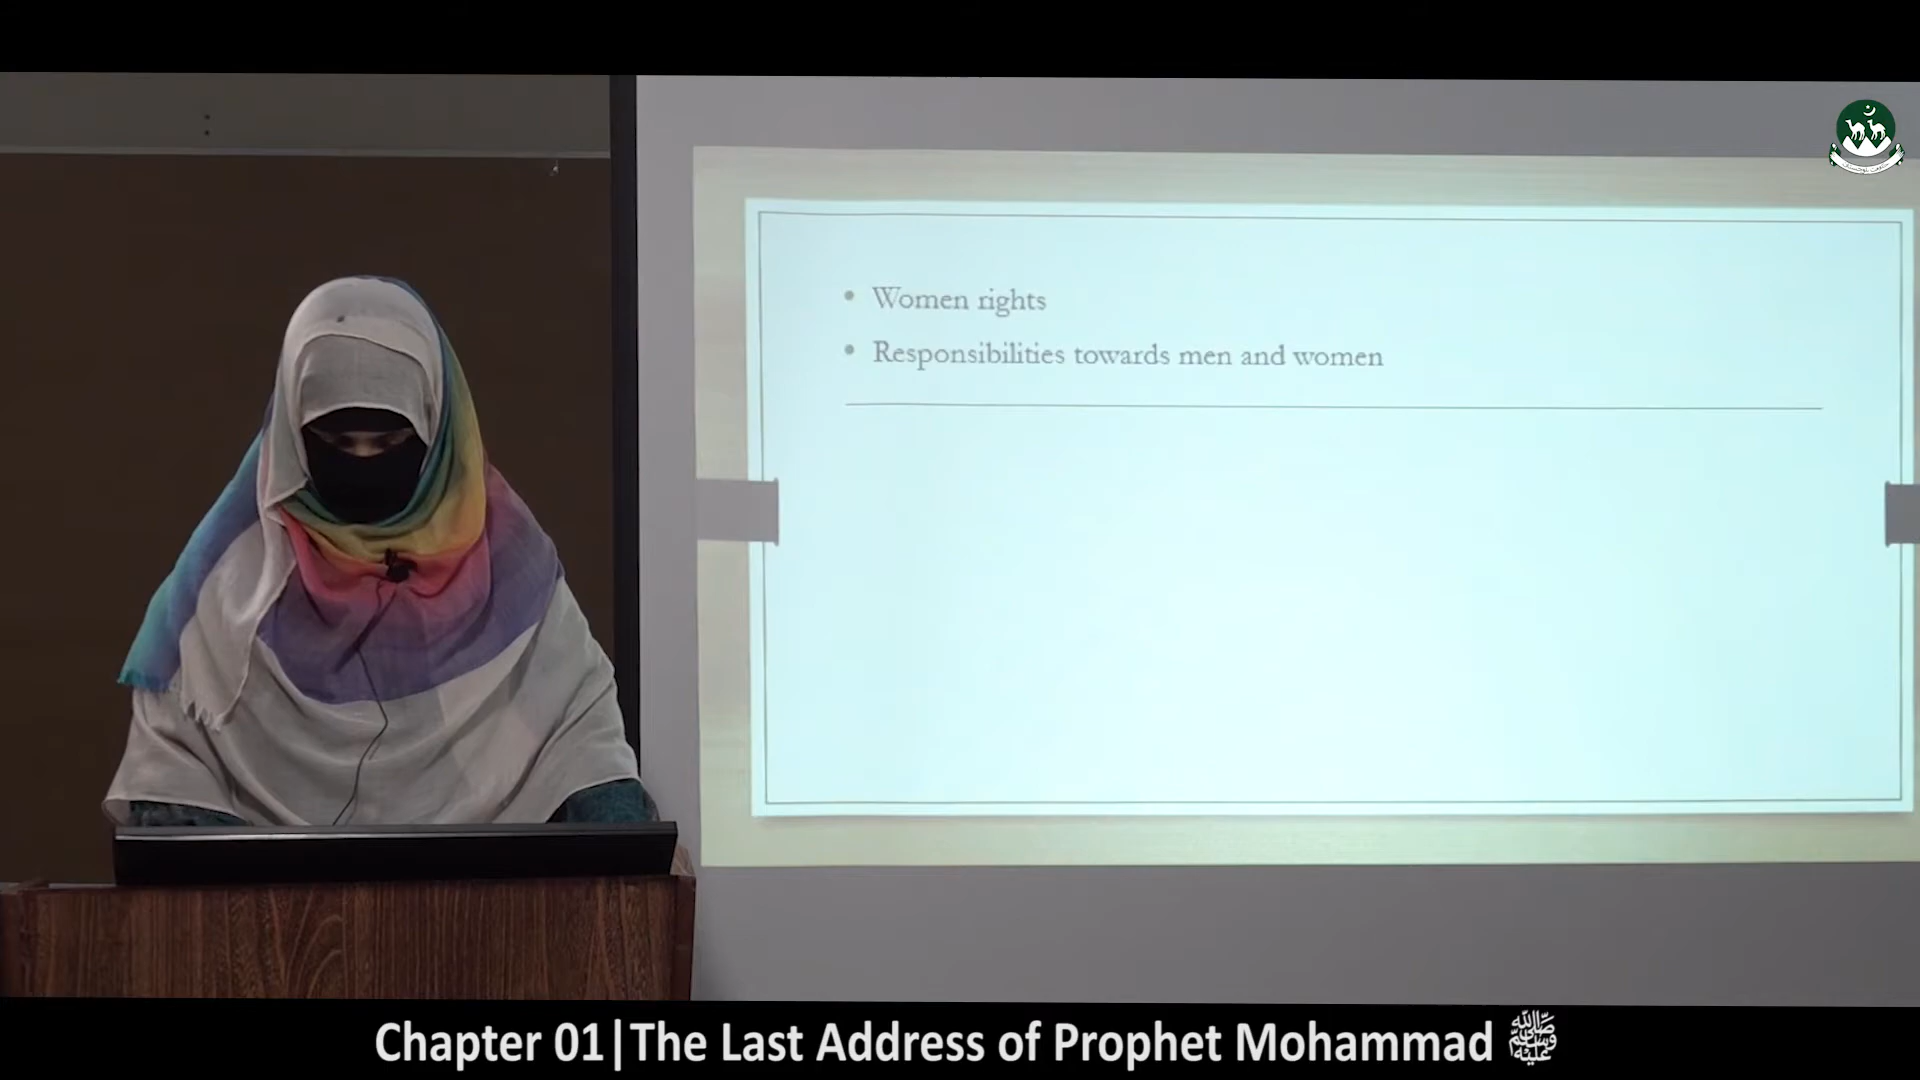 • Women rights
• Responsibilities towards men and women
Chapter 01|The Last Address of Prophet Mohammad ﷺ